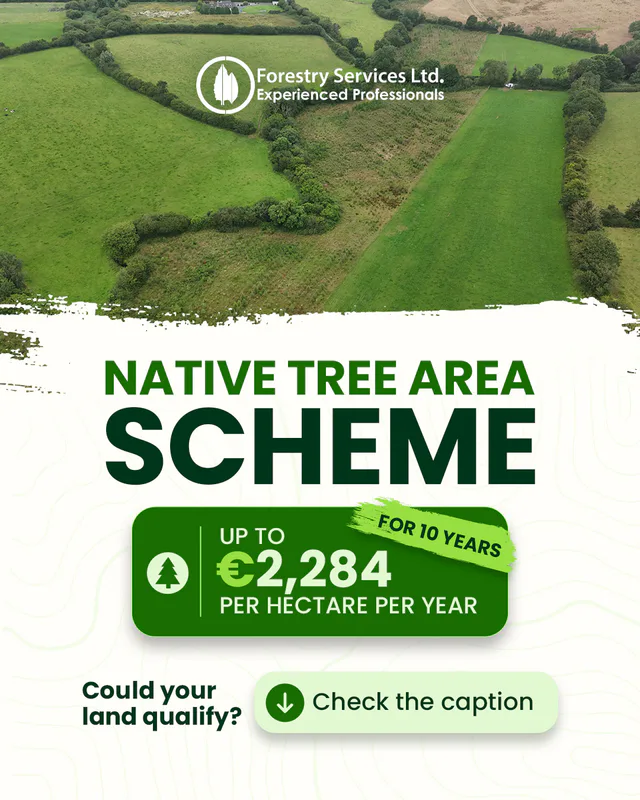 Forestry Services Ltd.
Experienced Professionals
NATIVE TREE AREA
SCHEME
FOR 10 YEARS
UP TO
€2,284
PER HECTARE PER YEAR
Could your
land qualify?
Check the caption